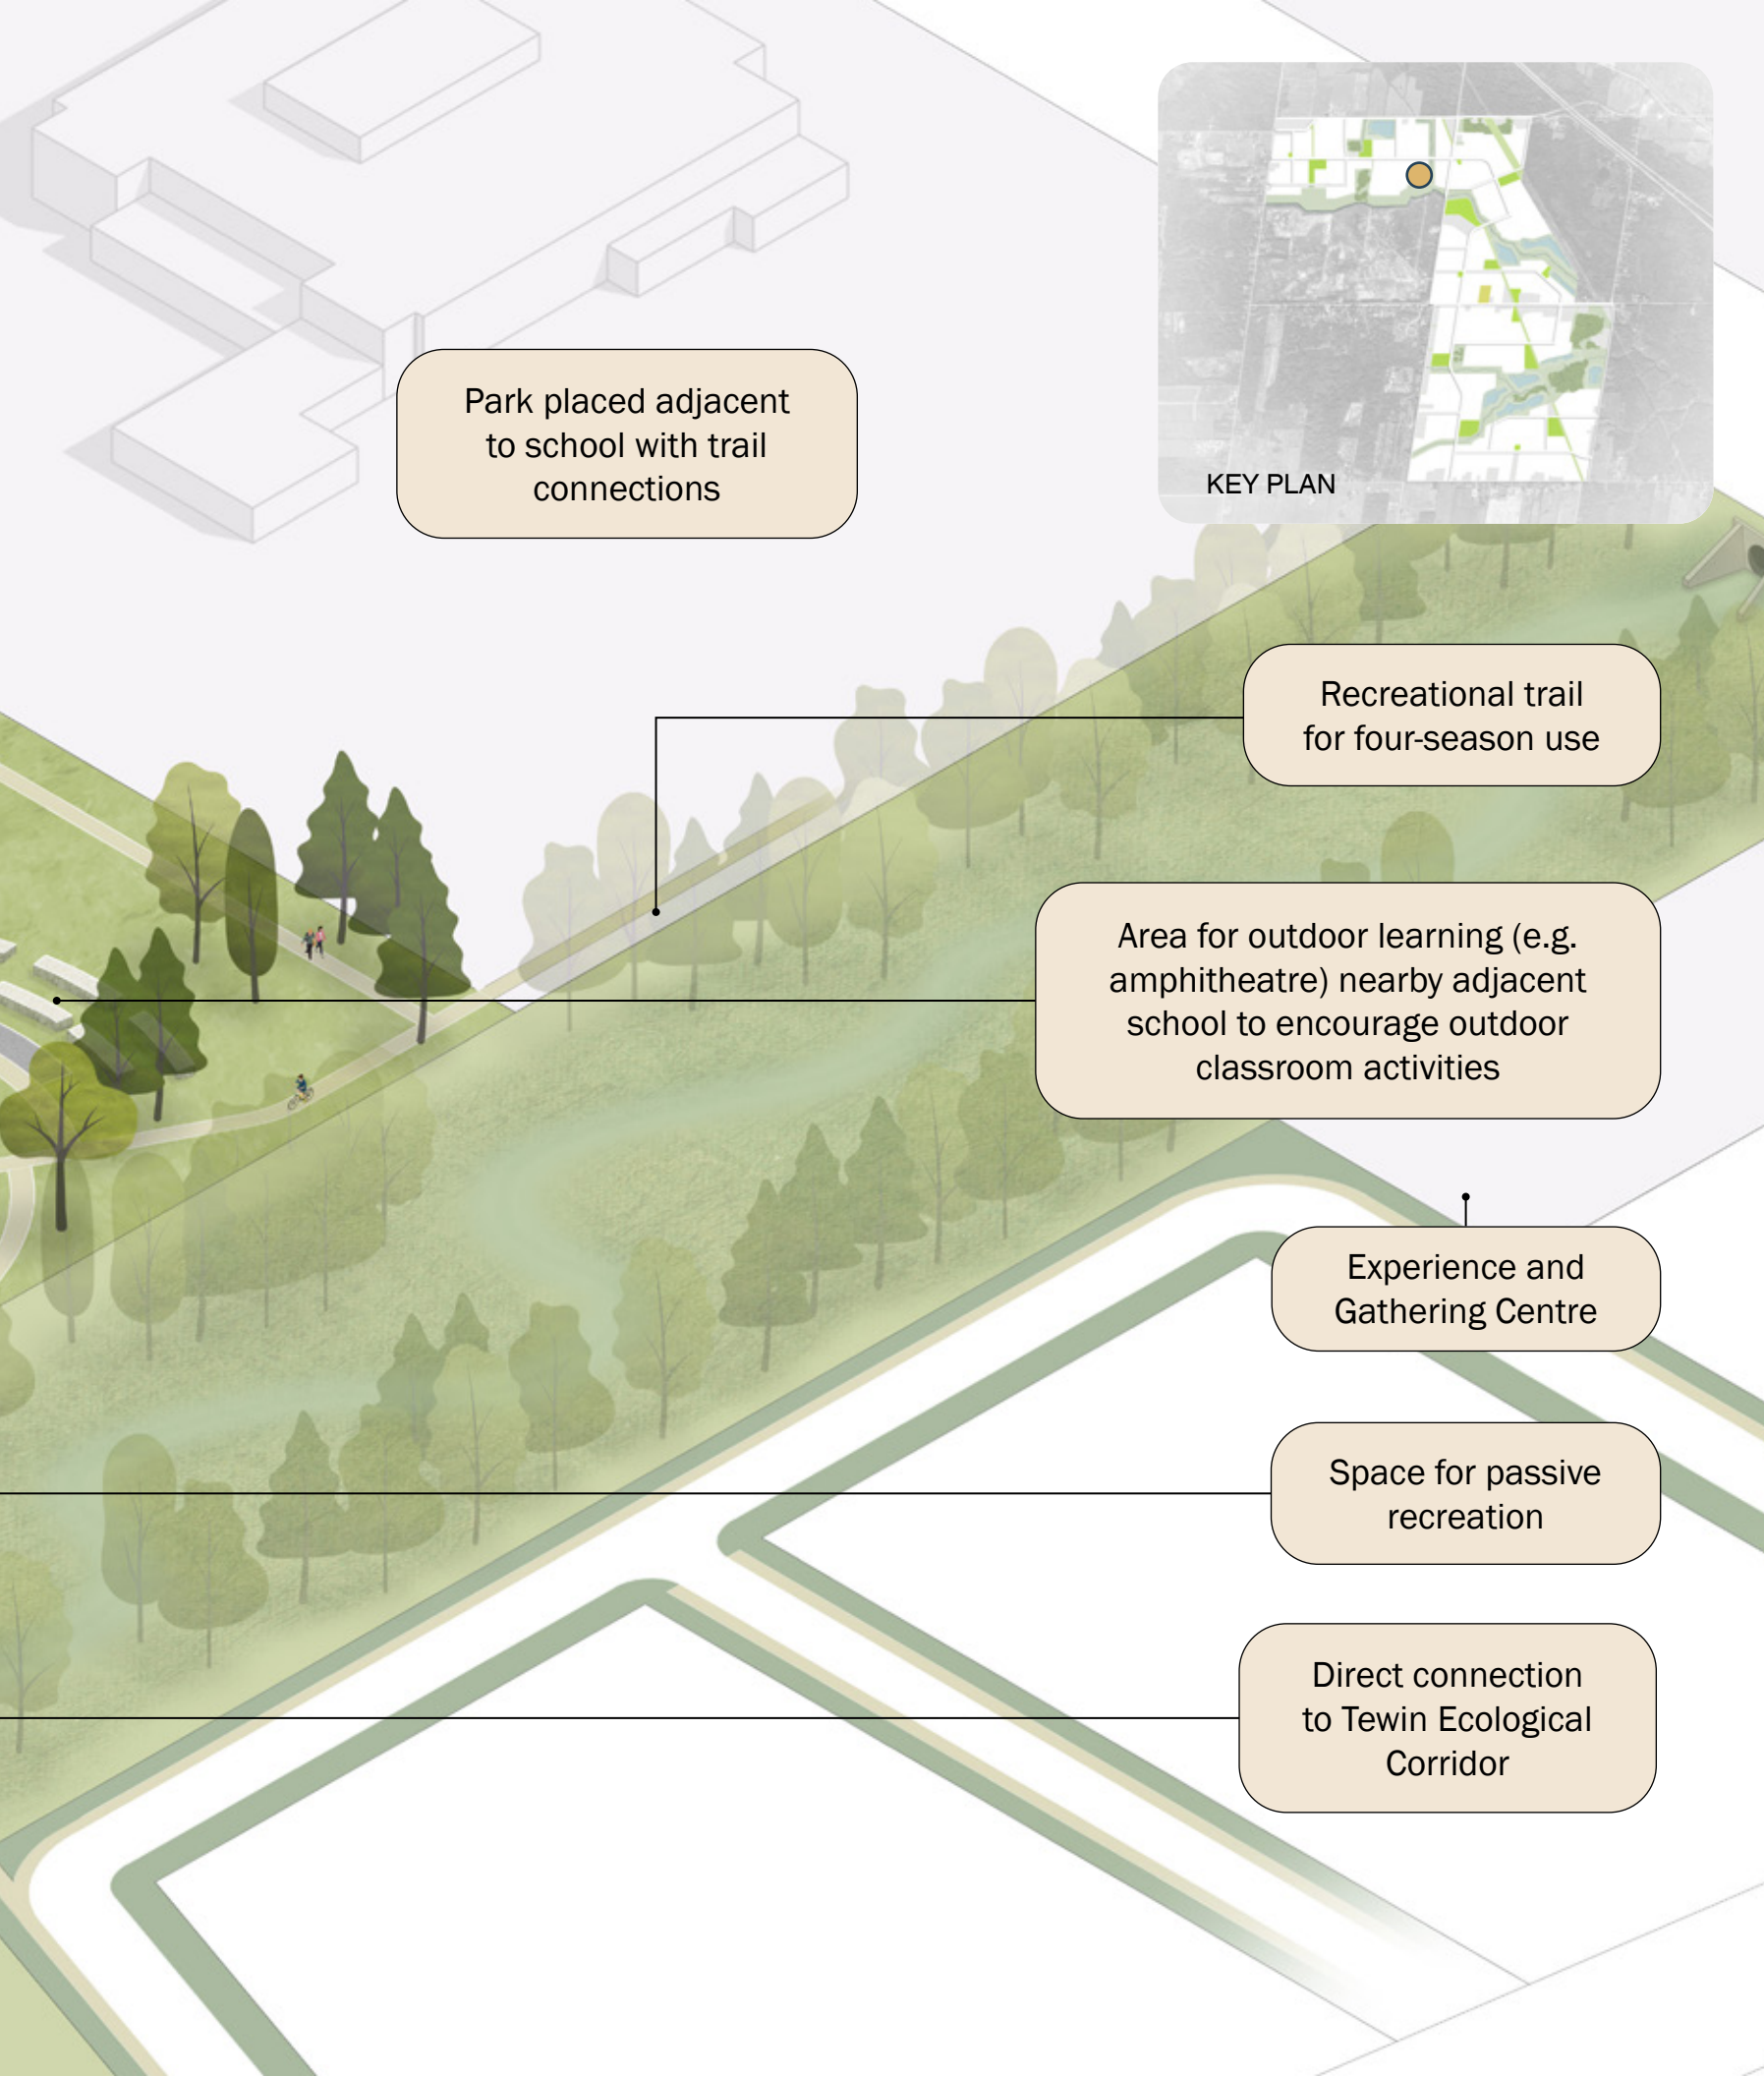 KEY PLAN
Park placed adjacent
to school with trail
connections
Recreational trail
for four-season use
Area for outdoor learning (e.g.
amphitheatre) nearby adjacent
school to encourage outdoor
classroom activities
Experience and
Gathering Centre
Space for passive
recreation
Direct connection
to Tewin Ecological
Corridor